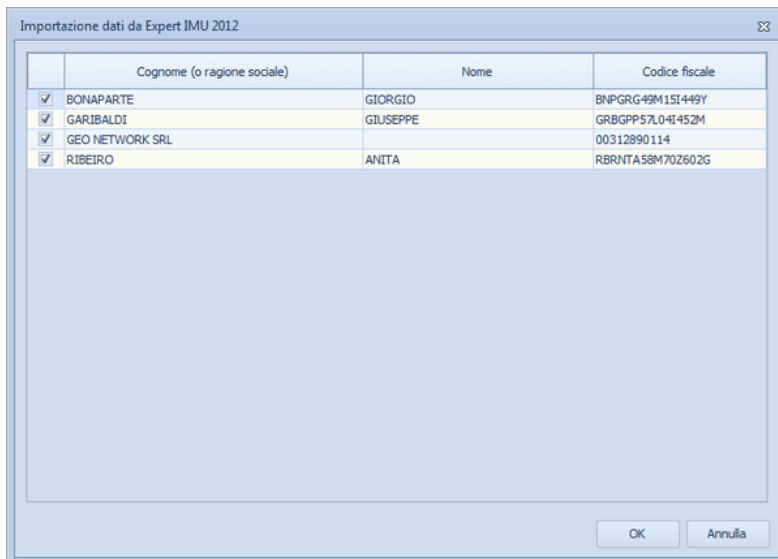 Importazione dati da Expert IMU 2012
Cognome (o ragione sociale) Nome Codice fiscale
BONAPARTE GIORGIO BNPGRG49M15I449Y
GARIBALDI GIUSEPPE GRBGPP57L04I452M
GEO NETWORK SRL 00312890114
RIBEIRO ANITA RBRNTA58M70Z602G
OK Annulla